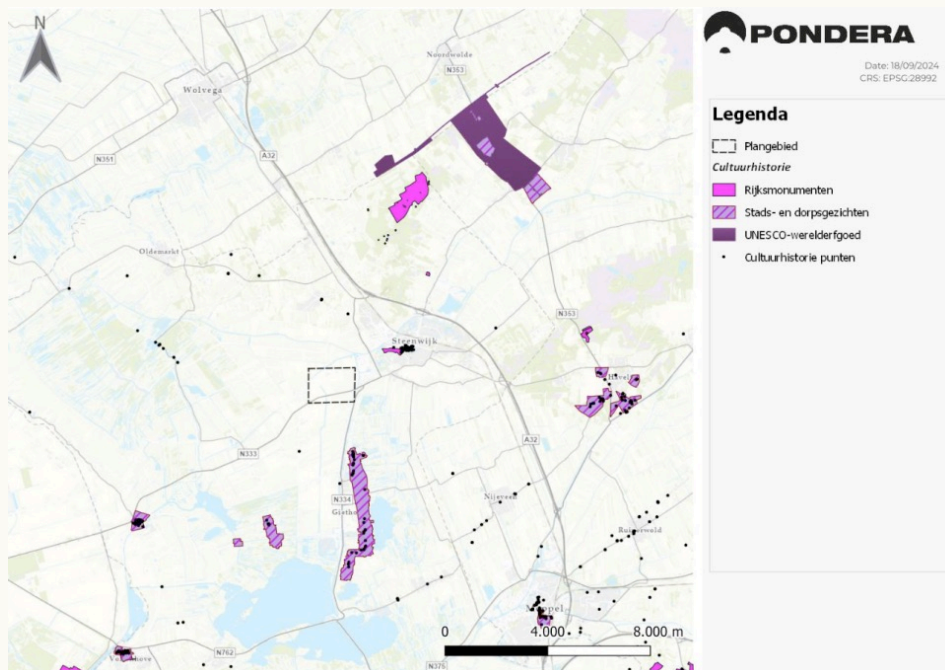 N
Noordwolde
N353
Wolvega
N351
A32
Oldemarkt
N353
Steenwijk
Havel
N333
A32
N334
Nijeveen
Giethoo
Ruinerwold
Meppel
0 4.000 8.000 m
N762
N375
PONDERA
Date: 18/09/2024
CRS: EPSG:28992
Legenda
Plangebied
Cultuurhistorie
Rijksmonumenten
Stads- en dorpsgezichten
UNESCO-werelderfgoed
Cultuurhistorie punten